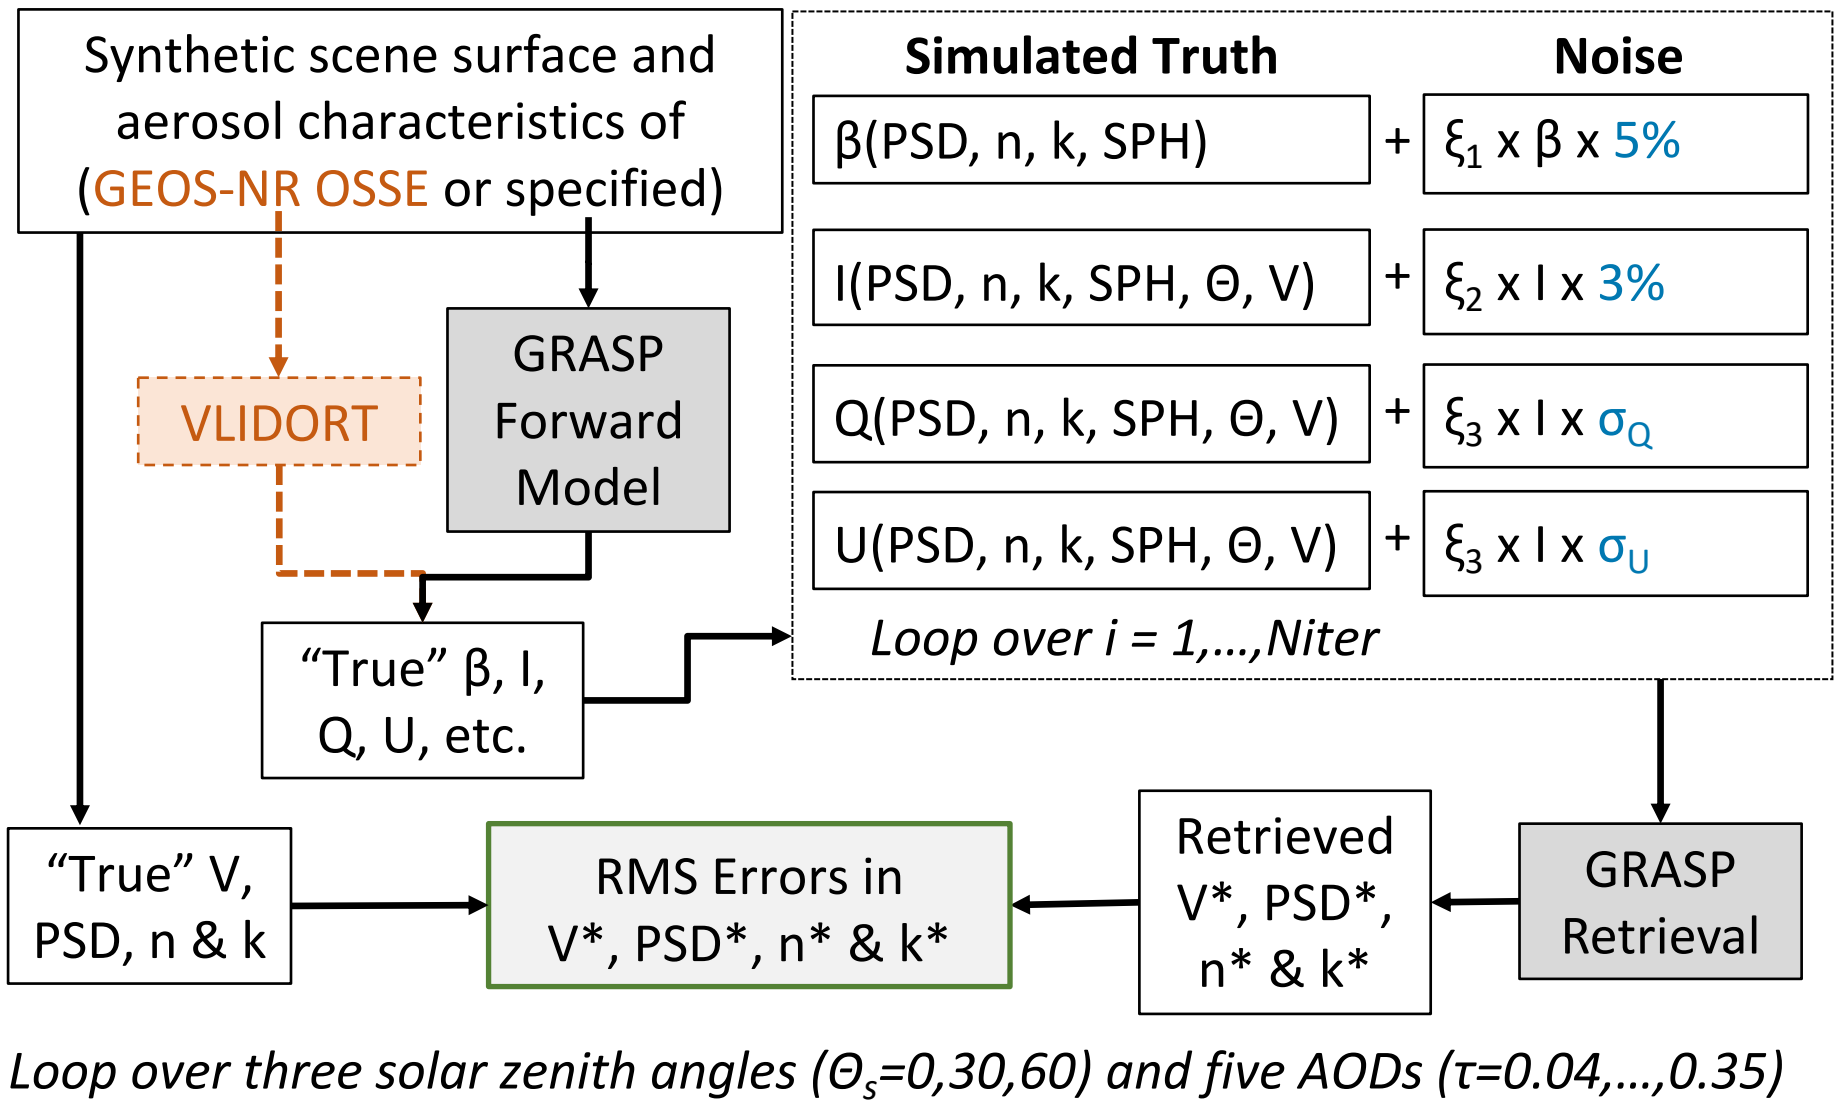 Synthetic scene surface and
aerosol characteristics of
(GEOS-NR OSSE or specified)
Simulated Truth
Noise
β(PSD, n, k, SPH) + ξ₁ x β x 5%
I(PSD, n, k, SPH, Θ, V) + ξ₂ x I x 3%
Q(PSD, n, k, SPH, Θ, V) + ξ₃ x I x σ_Q
U(PSD, n, k, SPH, Θ, V) + ξ₃ x I x σ_U
Loop over i = 1,...,Niter
GRASP
Forward
Model
VLIDORT
“True” β, I,
Q, U, etc.
“True” V,
PSD, n & k
RMS Errors in
V*, PSD*, n* & k*
Retrieved
V*, PSD*,
n* & k*
GRASP
Retrieval
Loop over three solar zenith angles (Θₛ=0,30,60) and five AODs (τ=0.04,...,0.35)